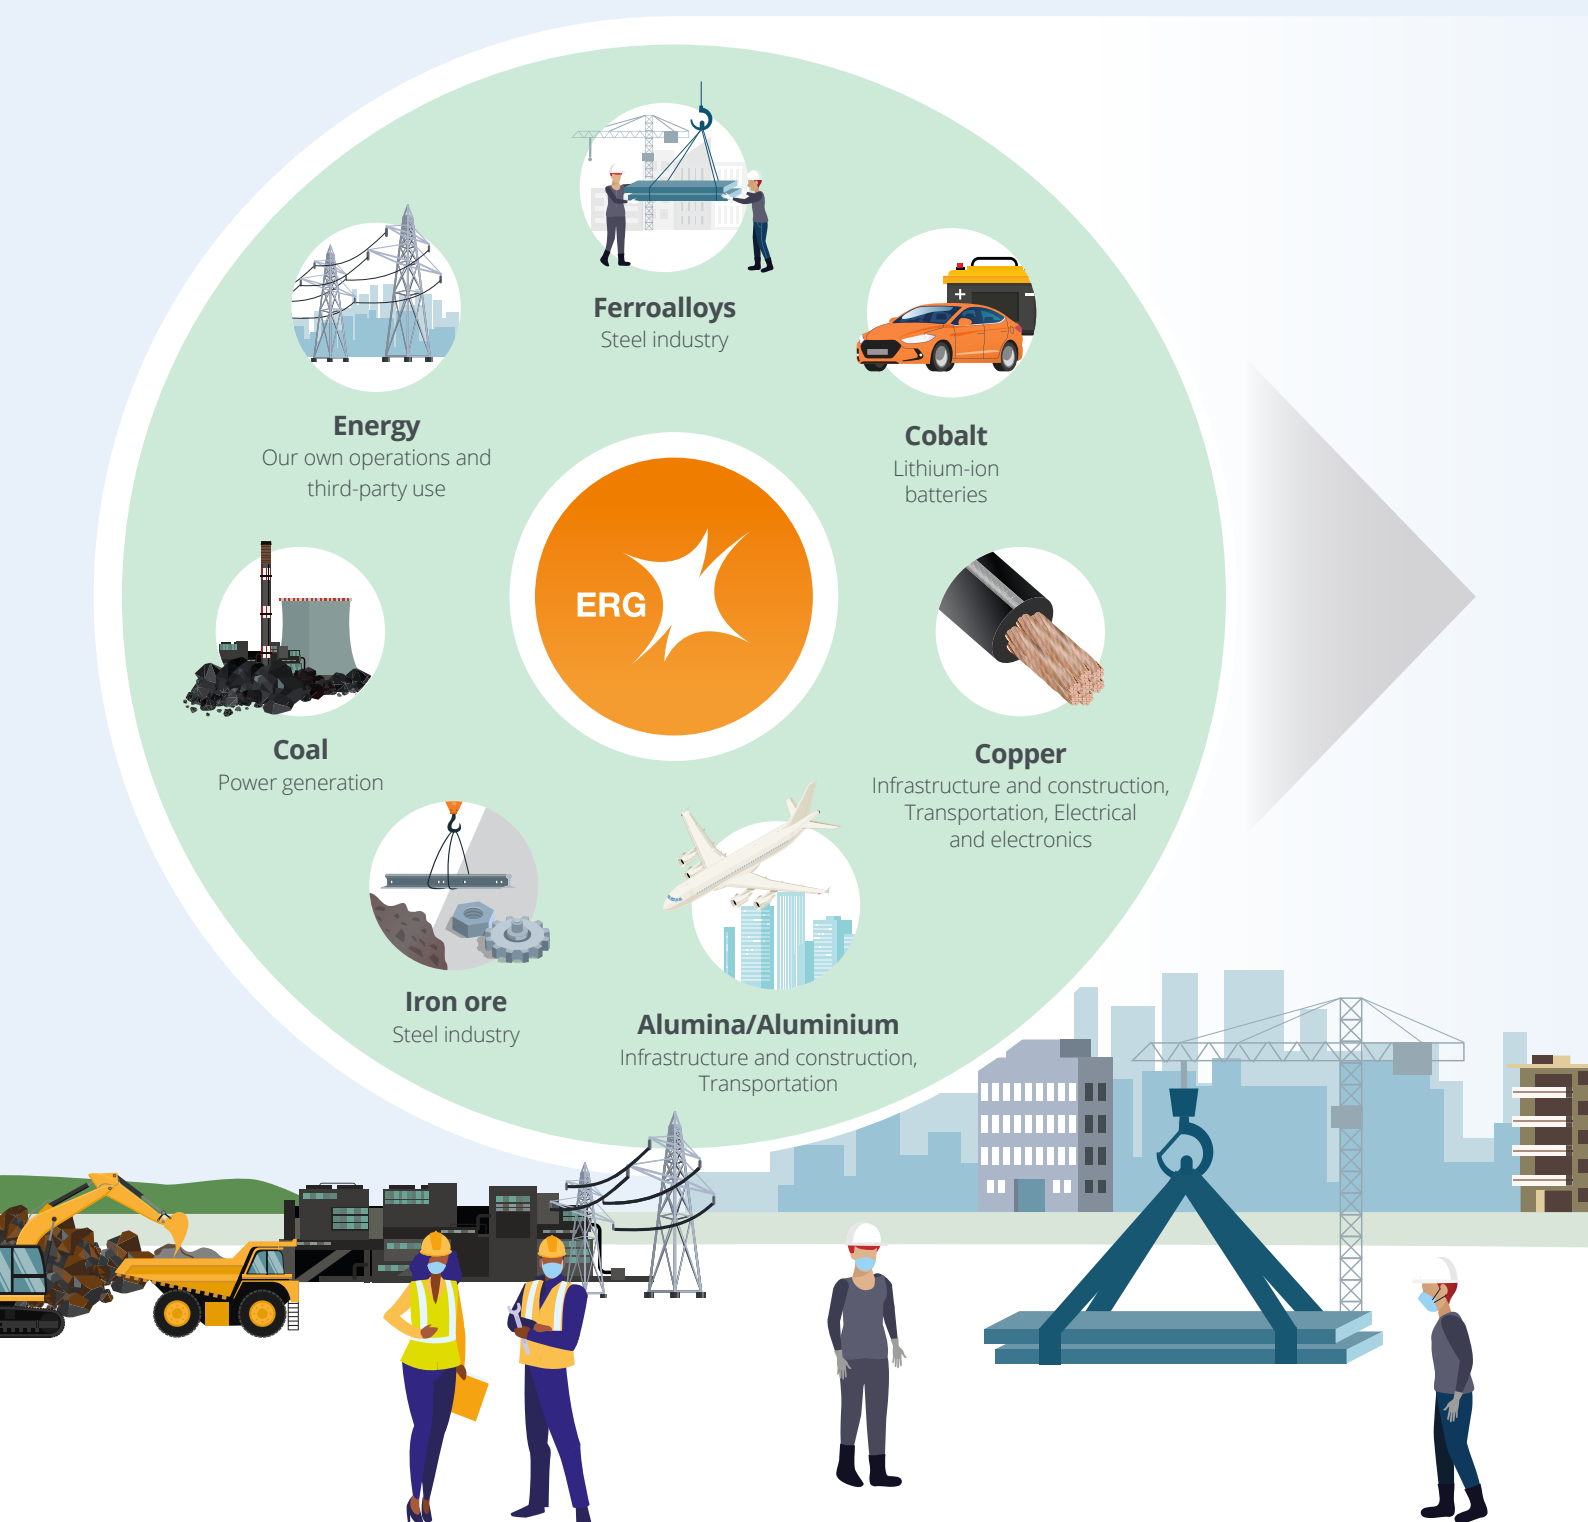 Ferroalloys
Steel industry
Energy
Our own operations and
third-party use
Cobalt
Lithium-ion
batteries
ERG
Coal
Power generation
Copper
Infrastructure and construction,
Transportation, Electrical
and electronics
Iron ore
Steel industry
Alumina/Aluminium
Infrastructure and construction,
Transportation